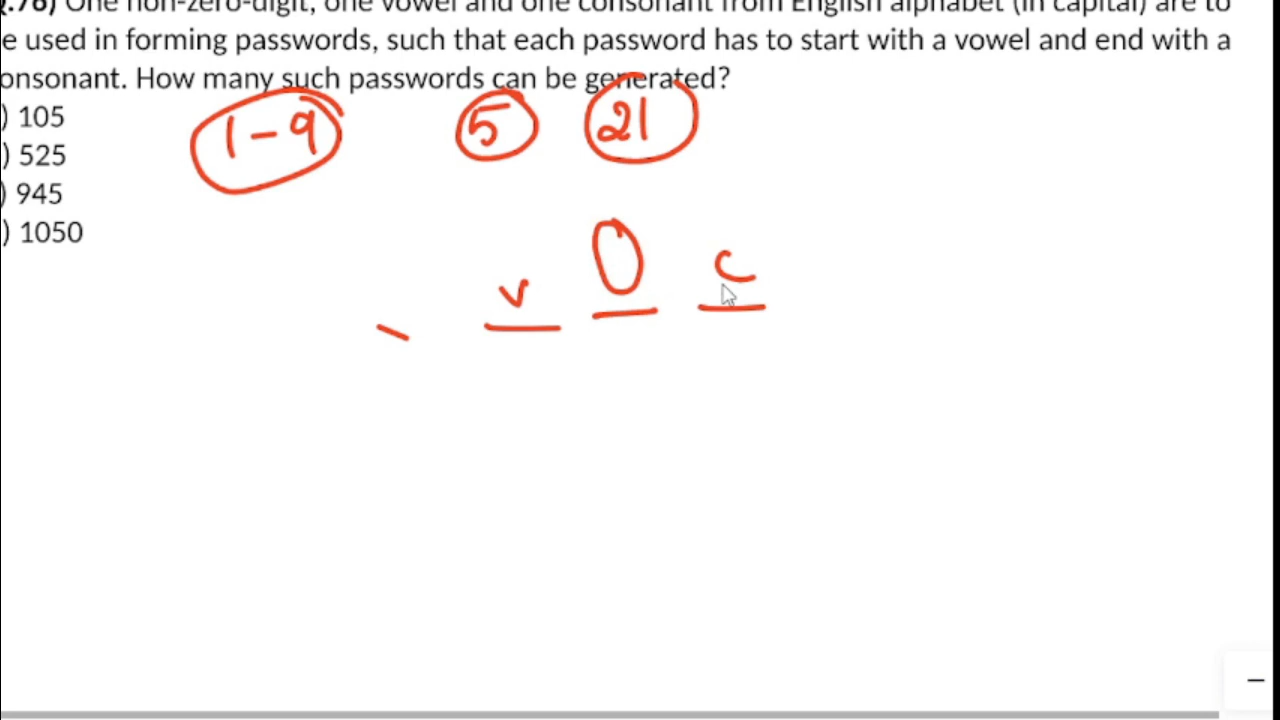 .76) One non-zero-digit, one vowel and one consonant from English alphabet (in capital) are to
e used in forming passwords, such that each password has to start with a vowel and end with a
onsonant. How many such passwords can be generated?
) 105
) 525
) 945
) 1050
1-9 5 21
v 0 c